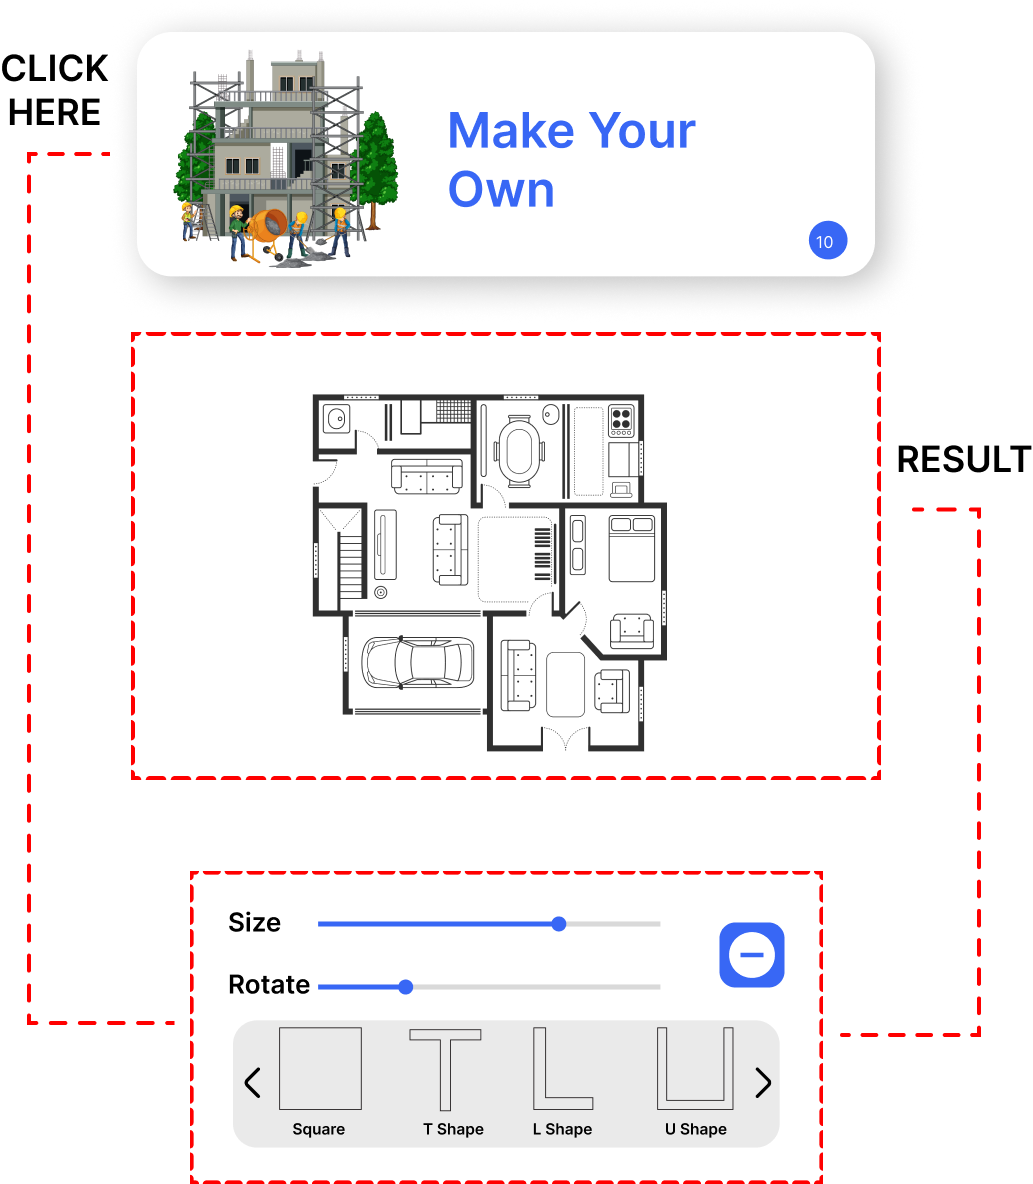 CLICK
HERE
Make Your
Own
10
RESULT
Size
Rotate
Square
T Shape
L Shape
U Shape